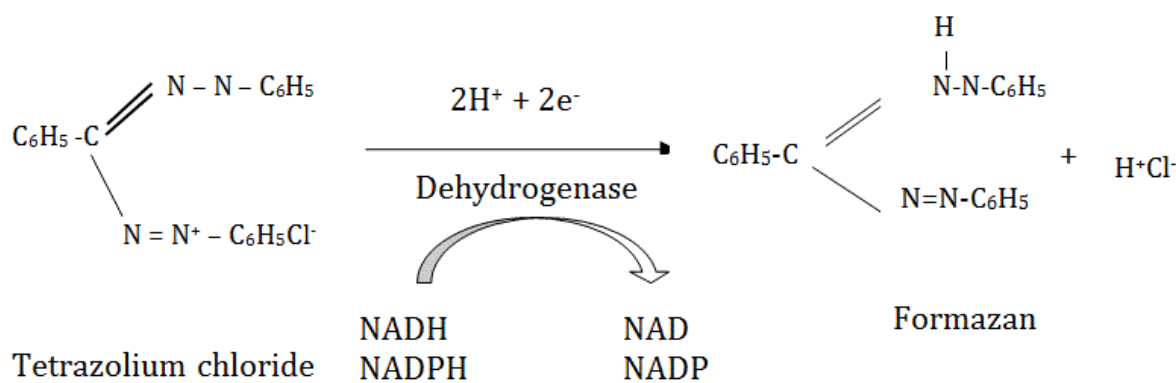 N – N – C₆H₅
C₆H₅ -C
N = N⁺ – C₆H₅Cl⁻
Tetrazolium chloride
2H⁺ + 2e⁻
Dehydrogenase
NADH
NADPH
NAD
NADP
H
N-N-C₆H₅
C₆H₅-C
N=N-C₆H₅
+
H⁺Cl⁻
Formazan